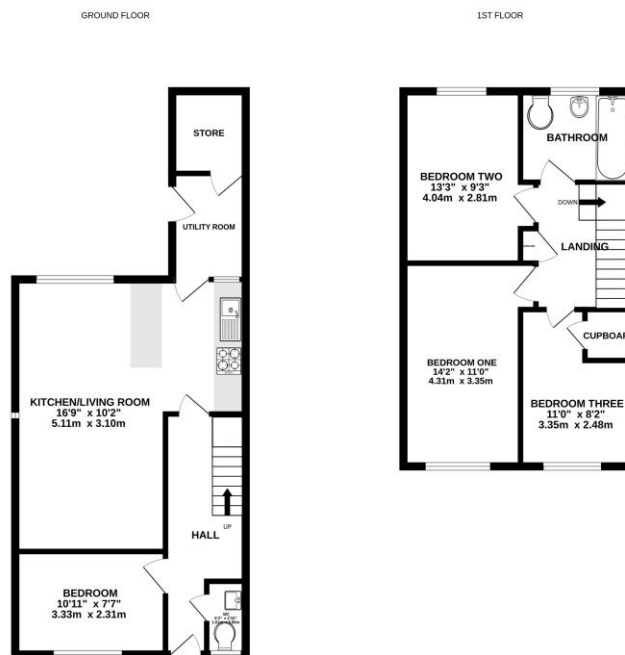 GROUND FLOOR
STORE
UTILITY ROOM
KITCHEN/LIVING ROOM
16'9" x 10'2"
5.11m x 3.10m
UP
HALL
BEDROOM
10'11" x 7'7"
3.33m x 2.31m
WC
1ST FLOOR
BATHROOM
BEDROOM TWO
13'3" x 9'3"
4.04m x 2.81m
DOWN
LANDING
CUPBOAR
BEDROOM ONE
14'2" x 11'0"
4.31m x 3.35m
BEDROOM THREE
11'0" x 8'2"
3.35m x 2.48m